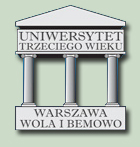 UNIWERSYTET
TRZECIEGO WIEKU
WARSZAWA
WOLA I BEMOWO